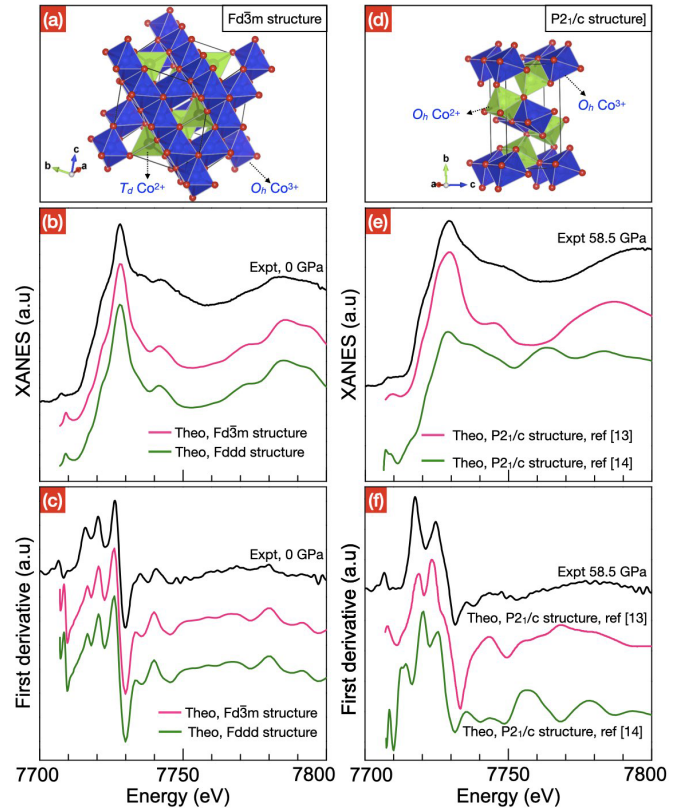 (a)
Fd3̅m structure
b
c
a
Td Co2+
Oh Co3+
(d)
P21/c structure]
Oh Co2+
Oh Co3+
b
a
c
(b)
Expt, 0 GPa
XANES (a.u)
Theo, Fd3̅m structure
Theo, Fddd structure
(e)
Expt 58.5 GPa
XANES (a.u)
Theo, P21/c structure, ref [13]
Theo, P21/c structure, ref [14]
(c)
Expt, 0 GPa
First derivative (a.u)
Theo, Fd3̅m structure
Theo, Fddd structure
7700 7750 7800
Energy (eV)
(f)
Expt 58.5 GPa
Theo, P21/c structure, ref [13]
First derivative (a.u)
Theo, P21/c structure, ref [14]
7700 7750 7800
Energy (eV)